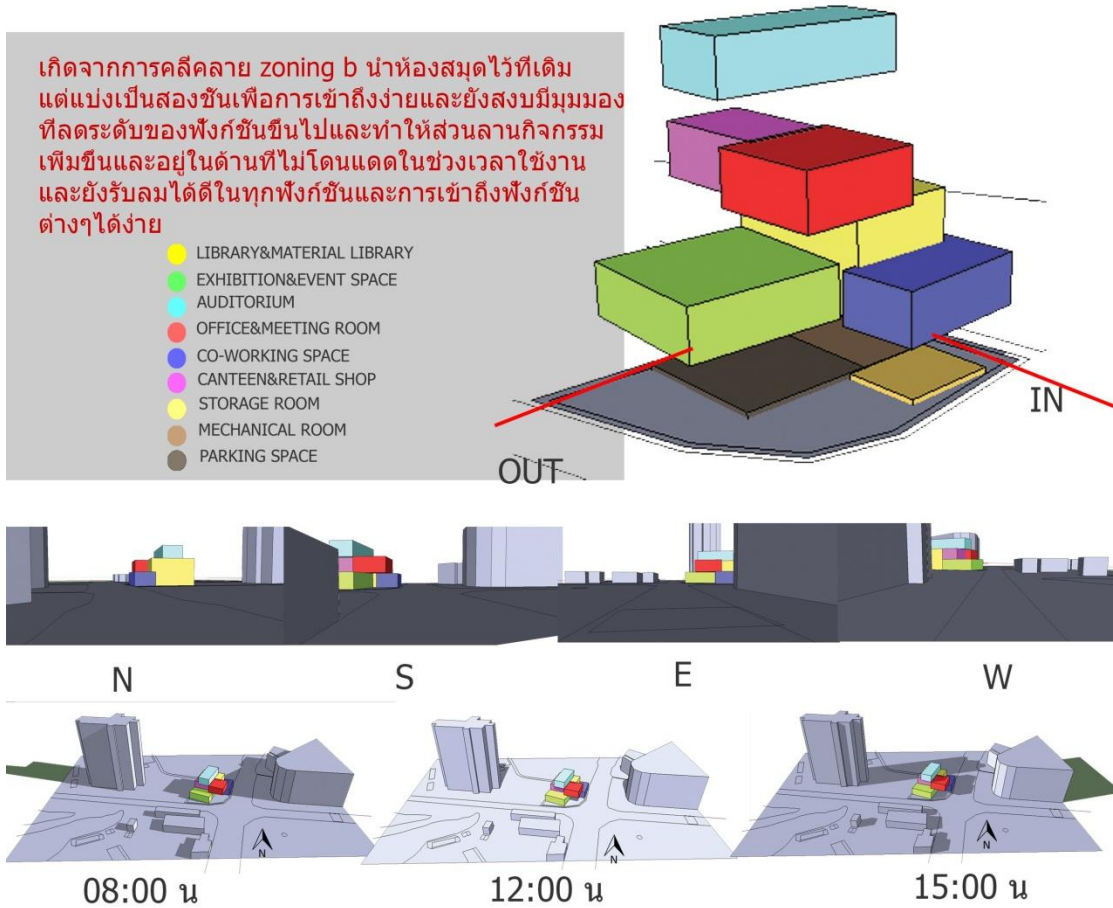 เกิดจากการคลี่คลาย zoning b นำห้องสมุดไว้ที่เดิม
แต่แบ่งเป็นสองชั้นเพื่อการเข้าถึงง่ายและยังสงบมีมุมมอง
ที่ลดระดับของฟังก์ชันขึ้นไปและทำให้ส่วนลานกิจกรรม
เพิ่มขึ้นและอยู่ในด้านที่ไม่โดนแดดในช่วงเวลาใช้งาน
และยังรับลมได้ดีในทุกฟังก์ชันและการเข้าถึงฟังก์ชัน
ต่างๆได้ง่าย
LIBRARY&MATERIAL LIBRARY
EXHIBITION&EVENT SPACE
AUDITORIUM
OFFICE&MEETING ROOM
CO-WORKING SPACE
CANTEEN&RETAIL SHOP
STORAGE ROOM
MECHANICAL ROOM
PARKING SPACE
IN
OUT
N
S
E
W
N
N
N
08:00 น
12:00 น
15:00 น